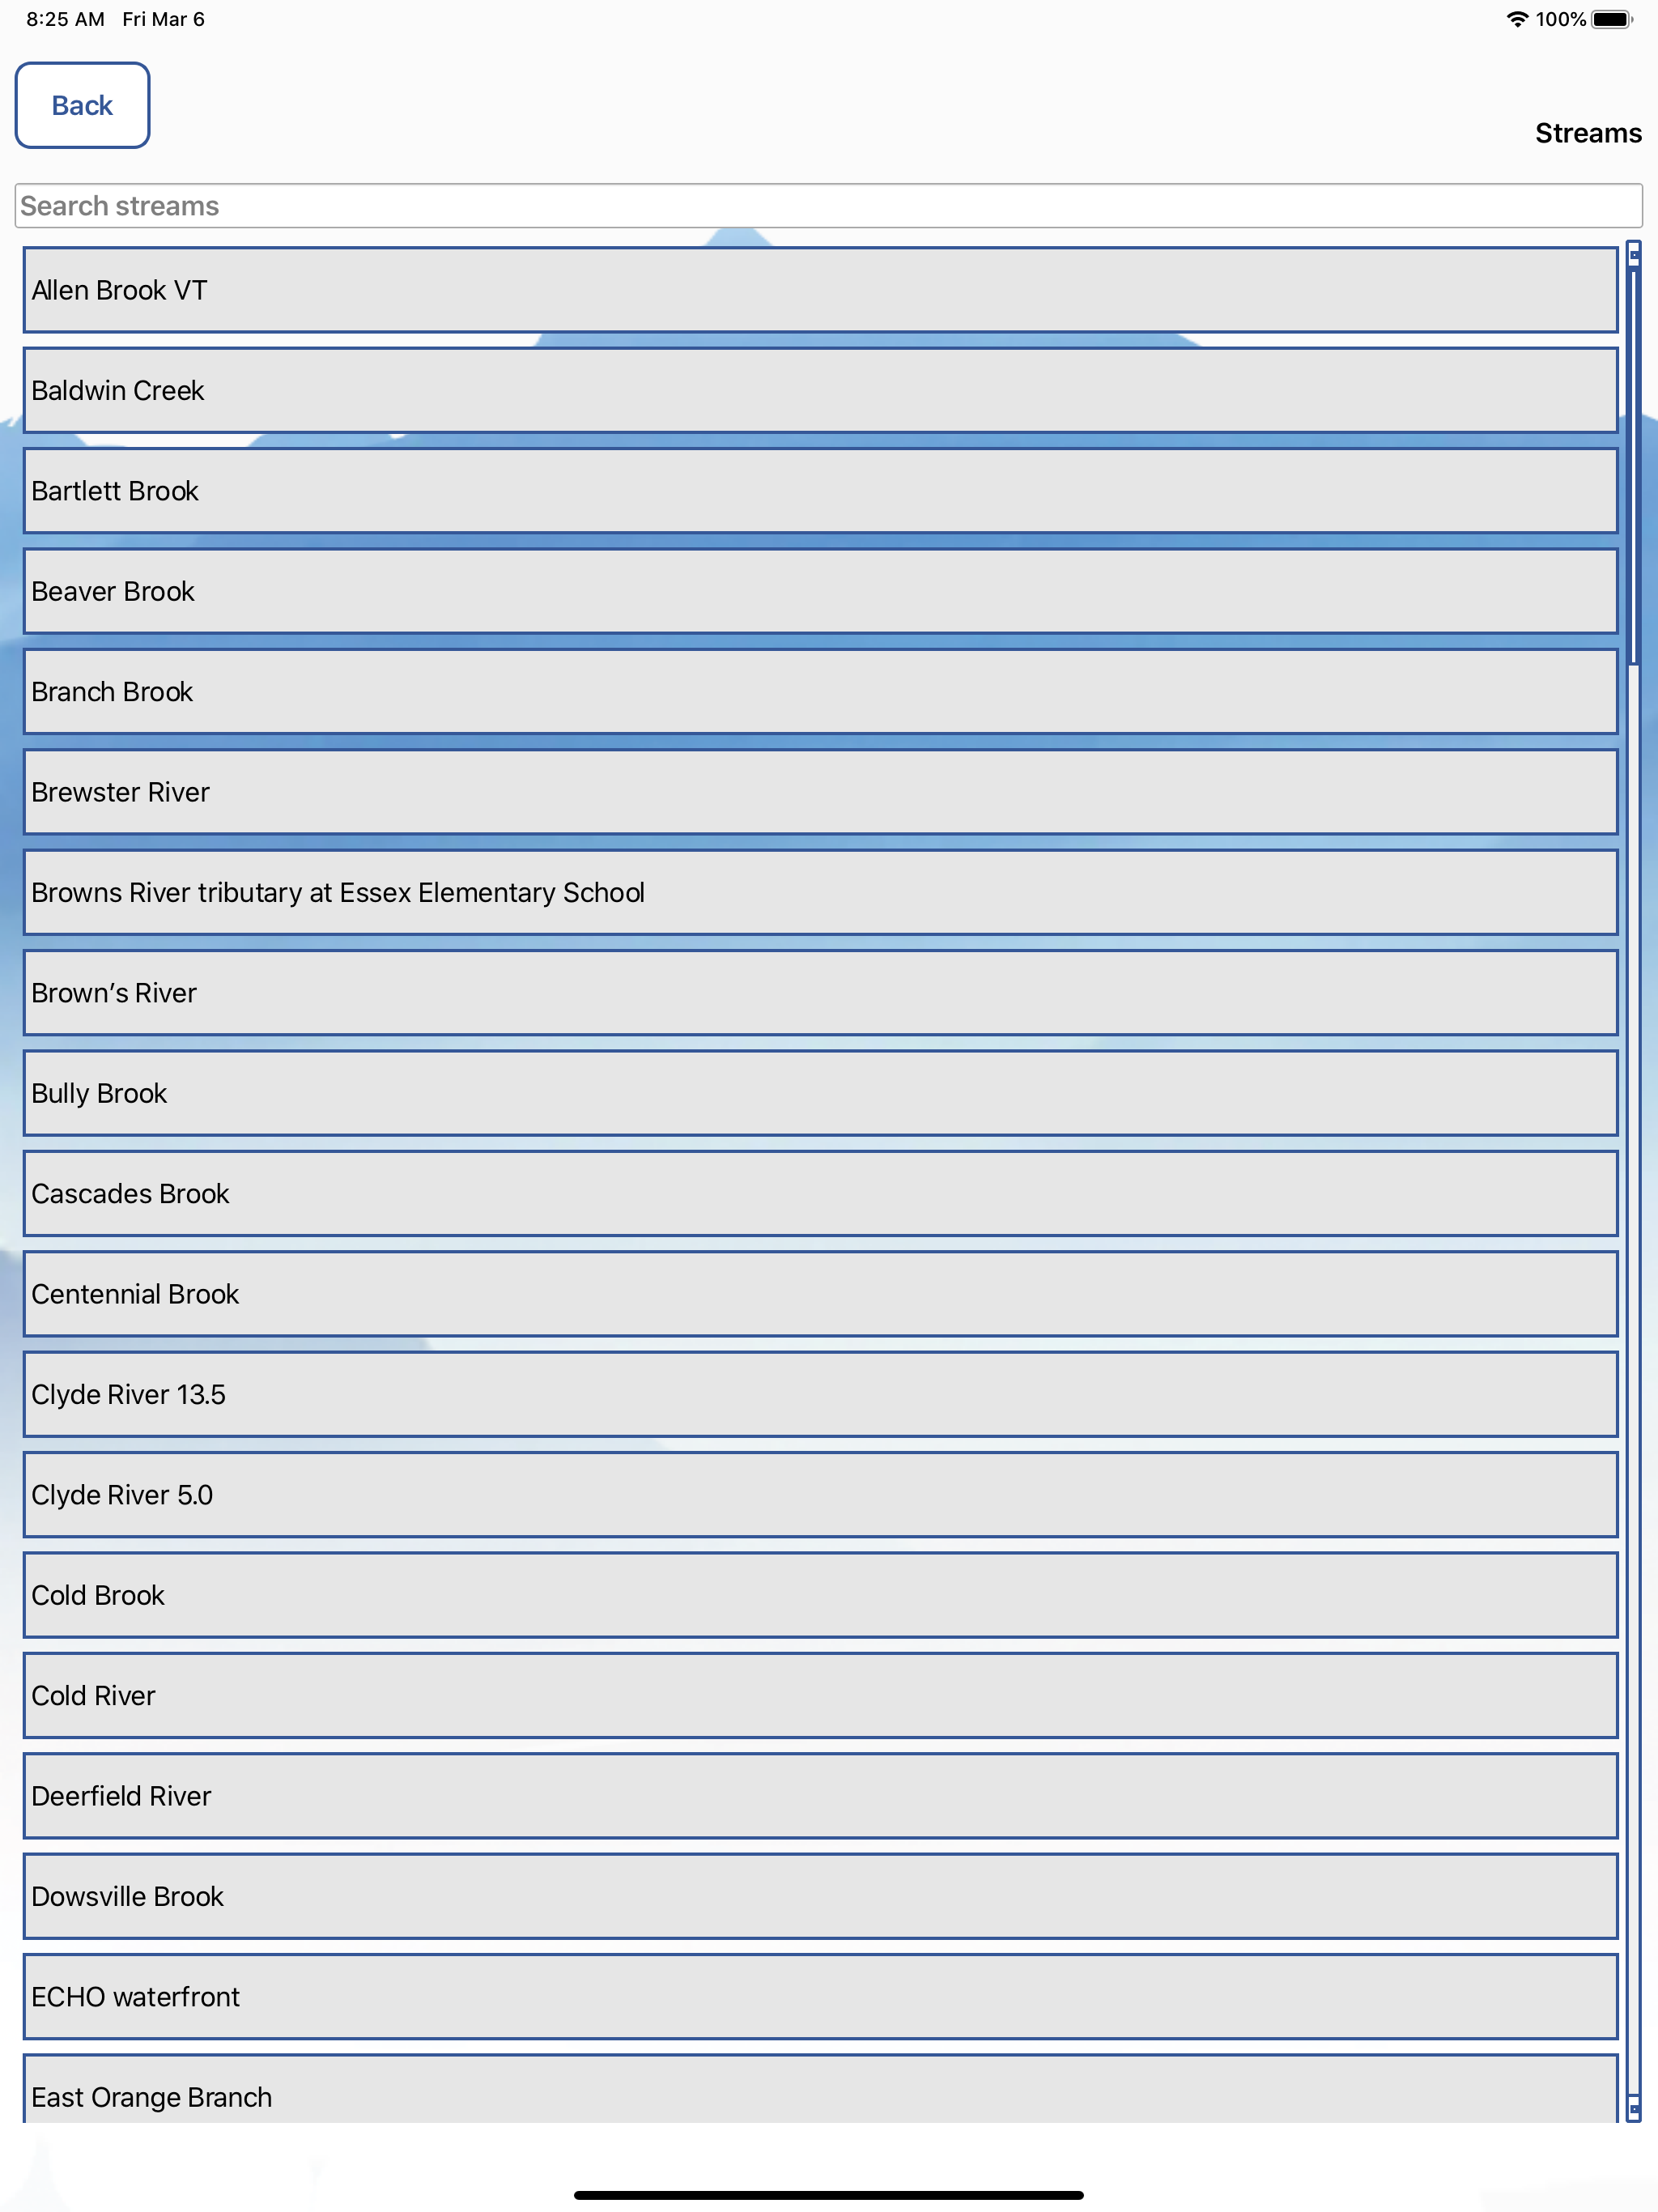 8:25 AM Fri Mar 6 100%
Back
Streams
Search streams
Allen Brook VT
Baldwin Creek
Bartlett Brook
Beaver Brook
Branch Brook
Brewster River
Browns River tributary at Essex Elementary School
Brown’s River
Bully Brook
Cascades Brook
Centennial Brook
Clyde River 13.5
Clyde River 5.0
Cold Brook
Cold River
Deerfield River
Dowsville Brook
ECHO waterfront
East Orange Branch